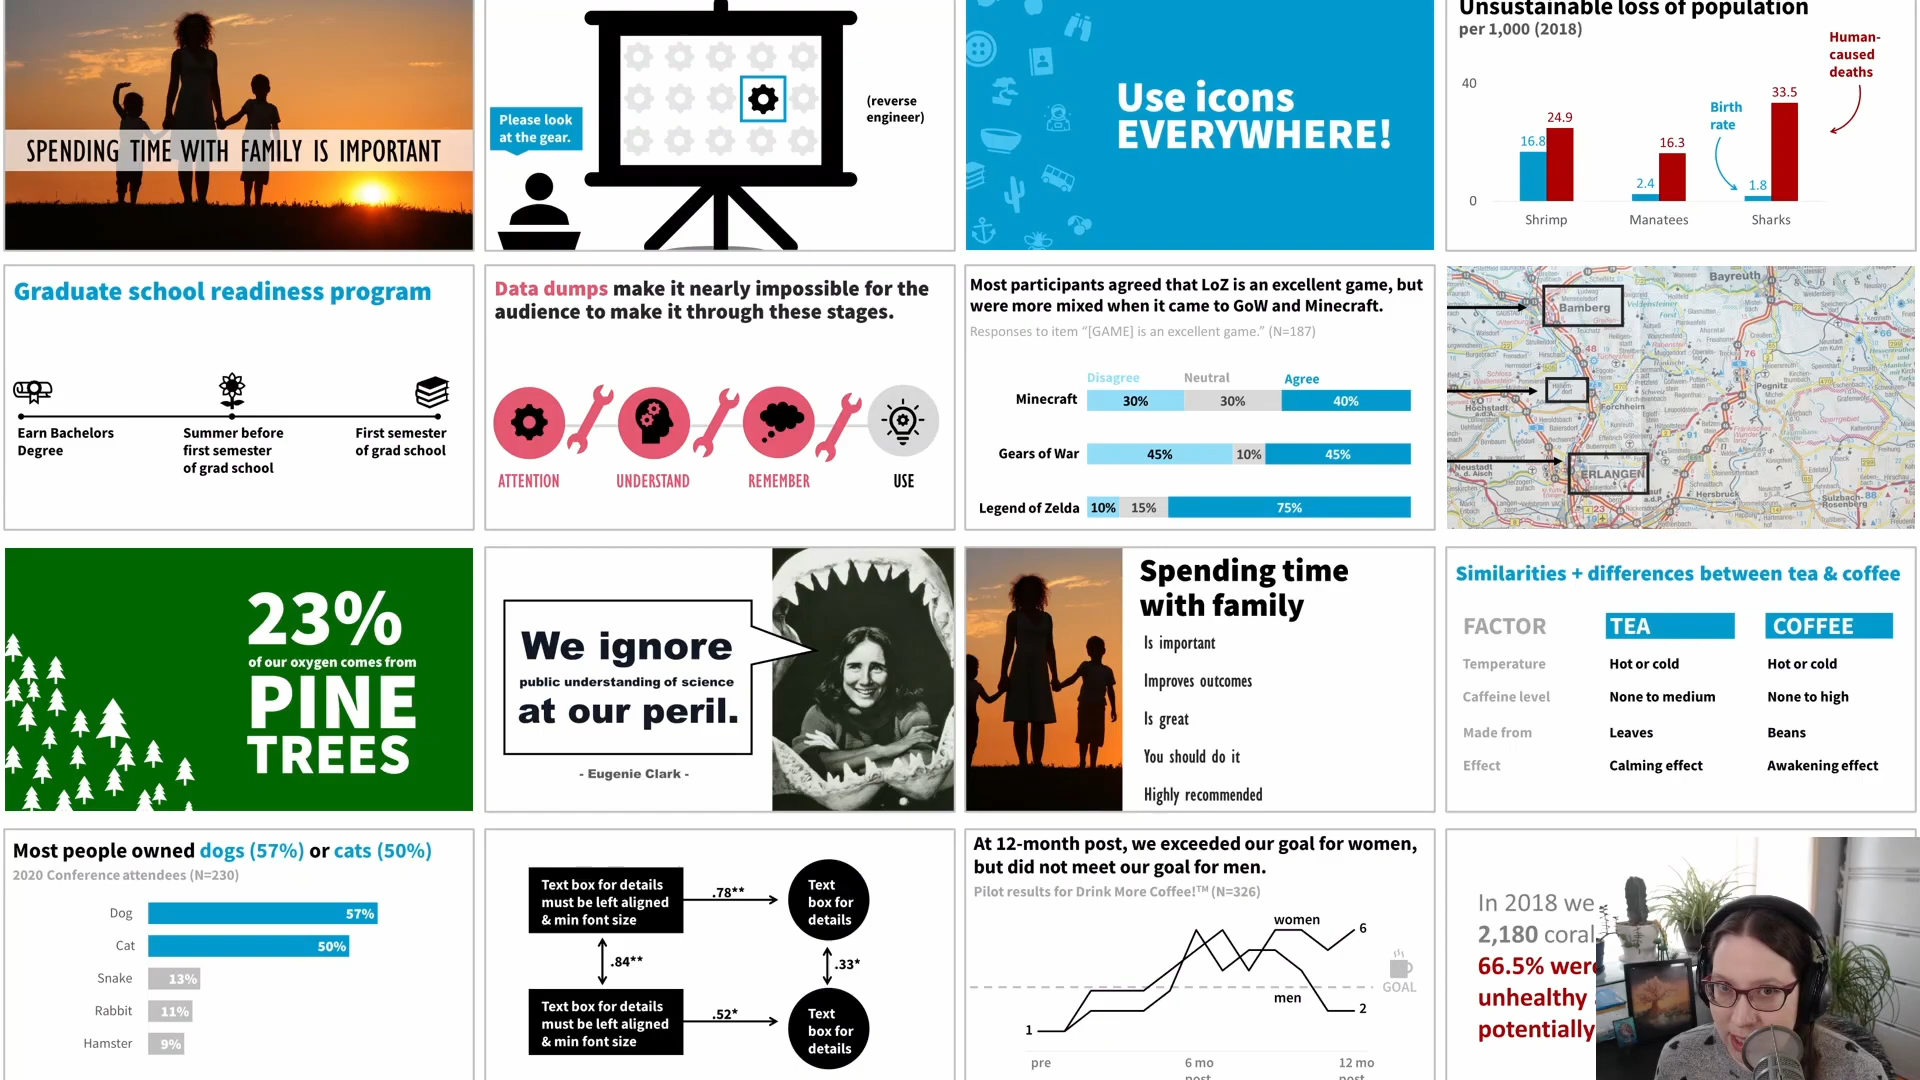 SPENDING TIME WITH FAMILY IS IMPORTANT
Please look
at the gear.
(reverse
engineer)
Use icons
EVERYWHERE!
Unsustainable loss of population
per 1,000 (2018)
Human-
caused
deaths
40
33.5
Birth
rate
24.9
16.8
16.3
2.4
1.8
0
Shrimp
Manatees
Sharks
Graduate school readiness program
Earn Bachelors
Degree
Summer before
first semester
of grad school
First semester
of grad school
Data dumps make it nearly impossible for the
audience to make it through these stages.
ATTENTION
UNDERSTAND
REMEMBER
USE
Most participants agreed that LoZ is an excellent game, but
were more mixed when it came to GoW and Minecraft.
Responses to item “[GAME] is an excellent game.” (N=187)
Disagree Neutral Agree
Minecraft 30% 30% 40%
Gears of War 45% 10% 45%
Legend of Zelda 10% 15% 75%
Bayreuth
Bamberg
Forchheim
Pegnitz
ERLANGEN
Hersbruck
23%
of our oxygen comes from
PINE
TREES
We ignore
public understanding of science
at our peril.
- Eugenie Clark -
Spending time
with family
Is important
Improves outcomes
Is great
You should do it
Highly recommended
Similarities + differences between tea & coffee
FACTOR TEA COFFEE
Temperature Hot or cold Hot or cold
Caffeine level None to medium None to high
Made from Leaves Beans
Effect Calming effect Awakening effect
Most people owned dogs (57%) or cats (50%)
2020 Conference attendees (N=230)
Dog 57%
Cat 50%
Snake 13%
Rabbit 11%
Hamster 9%
Text box for details
must be left aligned
& min font size
.78**
Text
box for
details
.84**
.33*
Text box for details
must be left aligned
& min font size
.52*
Text
box for
details
At 12-month post, we exceeded our goal for women,
but did not meet our goal for men.
Pilot results for Drink More Coffee!™ (N=326)
women
6
GOAL
men
2
1
pre
6 mo
post
12 mo
post
In 2018 we
2,180 coral
66.5% were
unhealthy
potentially